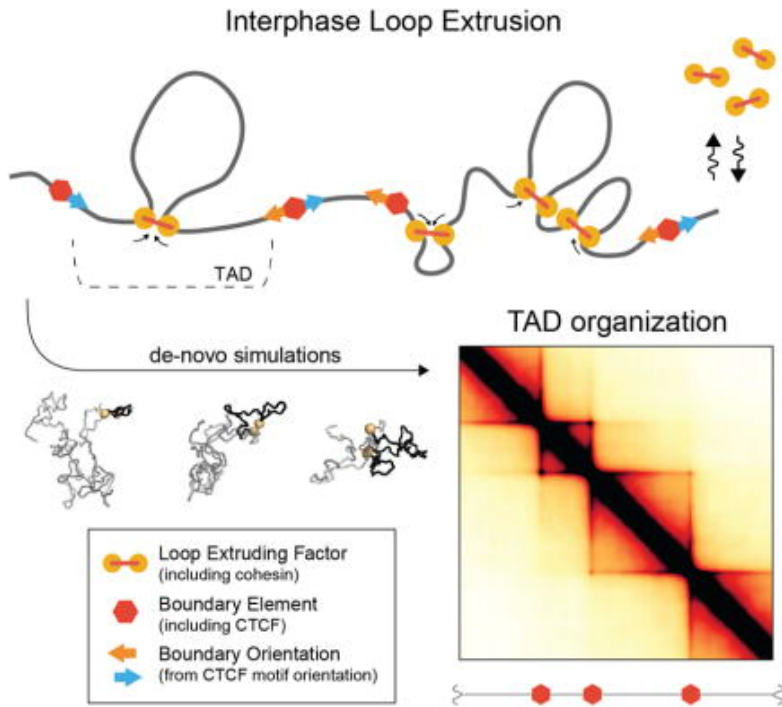 Interphase Loop Extrusion
TAD
de-novo simulations
TAD organization
Loop Extruding Factor
(including cohesin)
Boundary Element
(including CTCF)
Boundary Orientation
(from CTCF motif orientation)